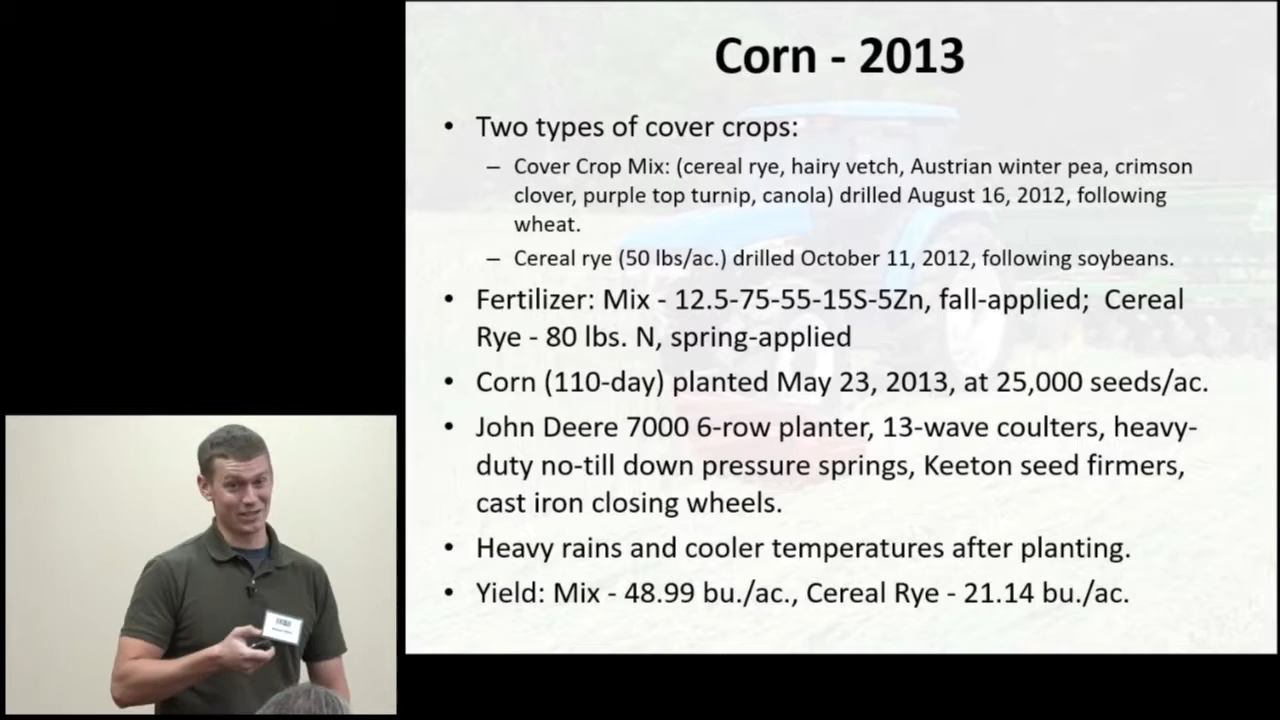 Corn - 2013
• Two types of cover crops:
– Cover Crop Mix: (cereal rye, hairy vetch, Austrian winter pea, crimson
clover, purple top turnip, canola) drilled August 16, 2012, following
wheat.
– Cereal rye (50 lbs/ac.) drilled October 11, 2012, following soybeans.
• Fertilizer: Mix - 12.5-75-55-15S-5Zn, fall-applied; Cereal
Rye - 80 lbs. N, spring-applied
• Corn (110-day) planted May 23, 2013, at 25,000 seeds/ac.
• John Deere 7000 6-row planter, 13-wave coulters, heavy-
duty no-till down pressure springs, Keeton seed firmers,
cast iron closing wheels.
• Heavy rains and cooler temperatures after planting.
• Yield: Mix - 48.99 bu./ac., Cereal Rye - 21.14 bu./ac.